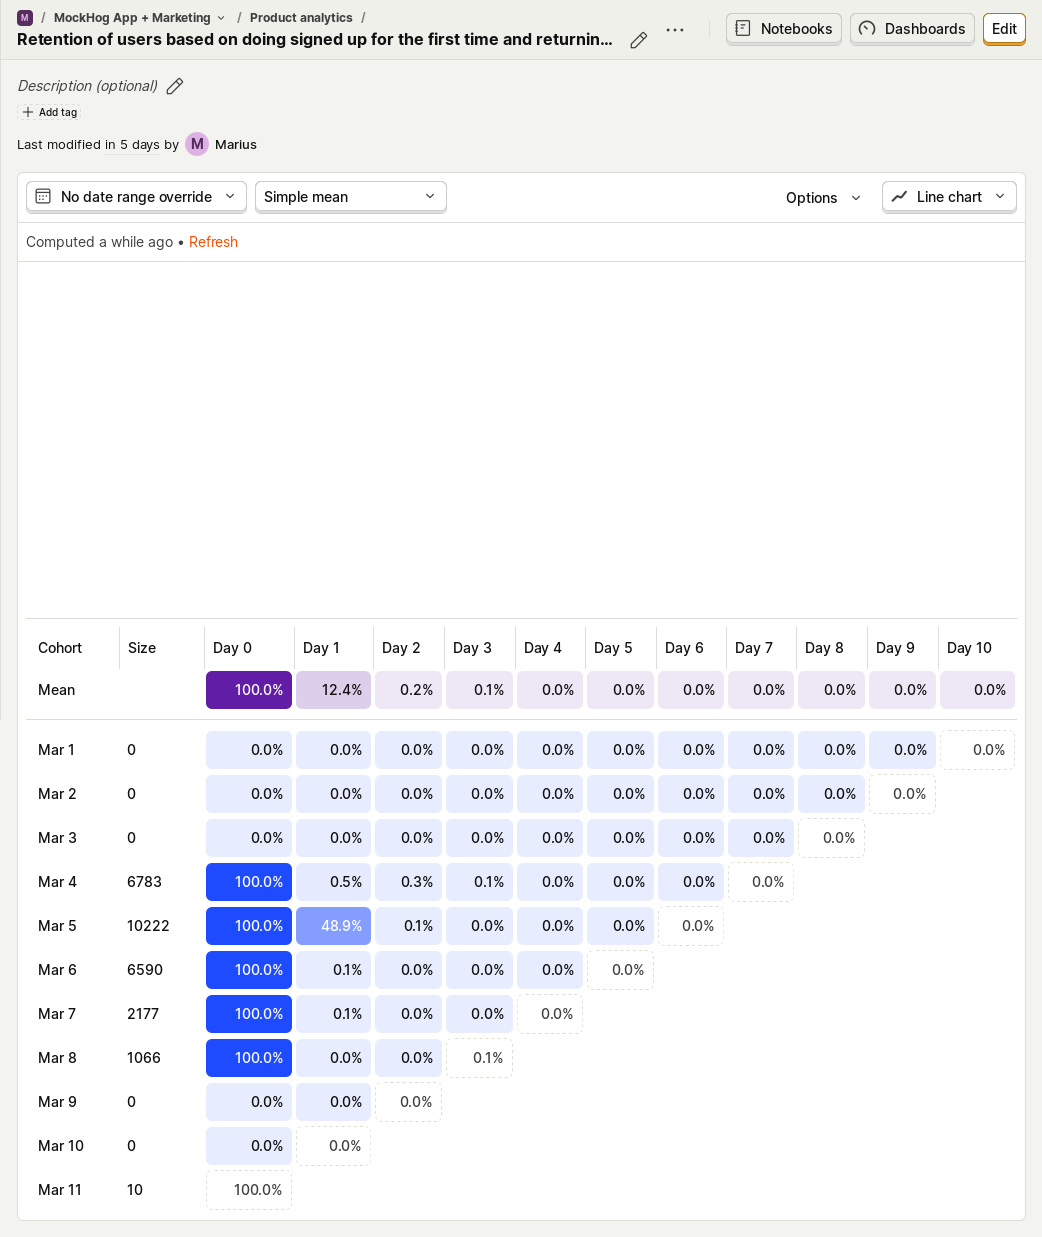 M / MockHog App + Marketing / Product analytics /
Retention of users based on doing signed up for the first time and returnin...
Notebooks Dashboards Edit
Description (optional)
Add tag
Last modified in 5 days by M Marius
No date range override Simple mean Options Line chart
Computed a while ago • Refresh
Cohort Size Day 0 Day 1 Day 2 Day 3 Day 4 Day 5 Day 6 Day 7 Day 8 Day 9 Day 10
Mean 100.0% 12.4% 0.2% 0.1% 0.0% 0.0% 0.0% 0.0% 0.0% 0.0% 0.0%
Mar 1 0 0.0% 0.0% 0.0% 0.0% 0.0% 0.0% 0.0% 0.0% 0.0% 0.0% 0.0%
Mar 2 0 0.0% 0.0% 0.0% 0.0% 0.0% 0.0% 0.0% 0.0% 0.0% 0.0%
Mar 3 0 0.0% 0.0% 0.0% 0.0% 0.0% 0.0% 0.0% 0.0% 0.0%
Mar 4 6783 100.0% 0.5% 0.3% 0.1% 0.0% 0.0% 0.0% 0.0%
Mar 5 10222 100.0% 48.9% 0.1% 0.0% 0.0% 0.0% 0.0%
Mar 6 6590 100.0% 0.1% 0.0% 0.0% 0.0% 0.0%
Mar 7 2177 100.0% 0.1% 0.0% 0.0% 0.0%
Mar 8 1066 100.0% 0.0% 0.0% 0.1%
Mar 9 0 0.0% 0.0% 0.0%
Mar 10 0 0.0% 0.0%
Mar 11 10 100.0%